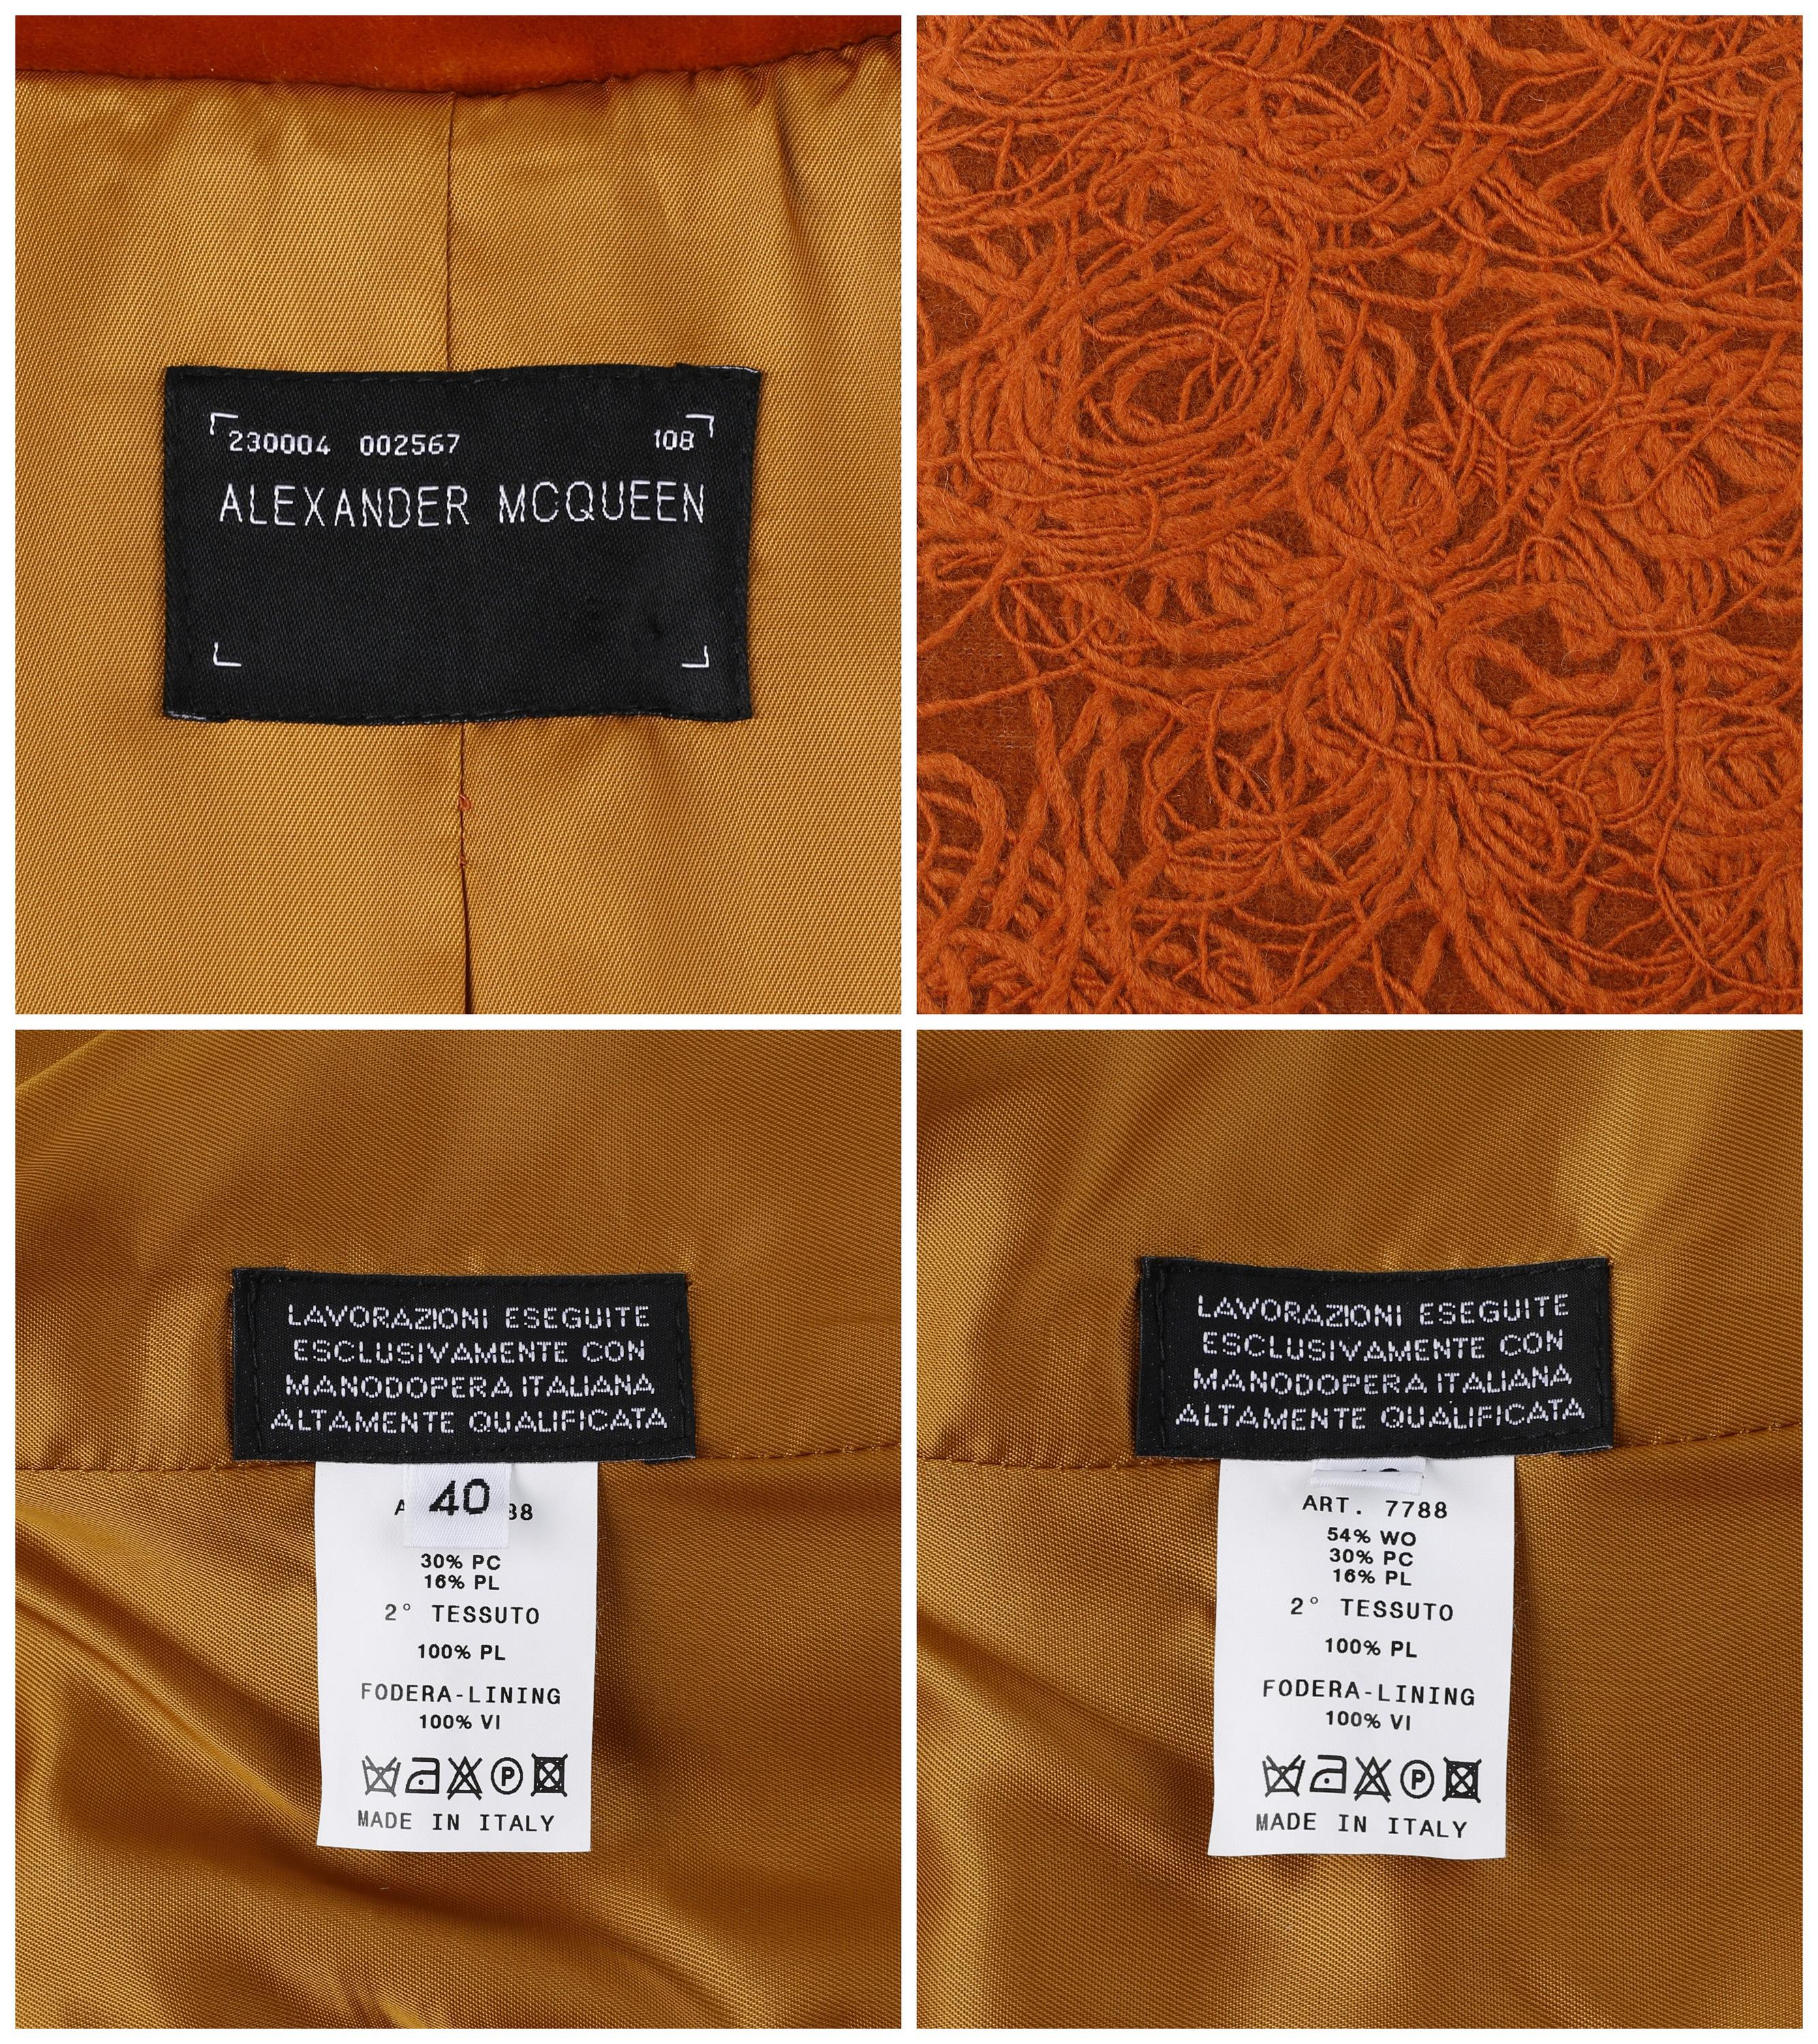 230004 002567 108
ALEXANDER MCQUEEN
LAVORAZIONI ESEGUITE
ESCLUSIVAMENTE CON
MANODOPERA ITALIANA
ALTAMENTE QUALIFICATA
40
A 88
30% PC
16% PL
2° TESSUTO
100% PL
FODERA-LINING
100% VI
P
MADE IN ITALY
LAVORAZIONI ESEGUITE
ESCLUSIVAMENTE CON
MANODOPERA ITALIANA
ALTAMENTE QUALIFICATA
ART. 7788
54% WO
30% PC
16% PL
2° TESSUTO
100% PL
FODERA-LINING
100% VI
P
MADE IN ITALY